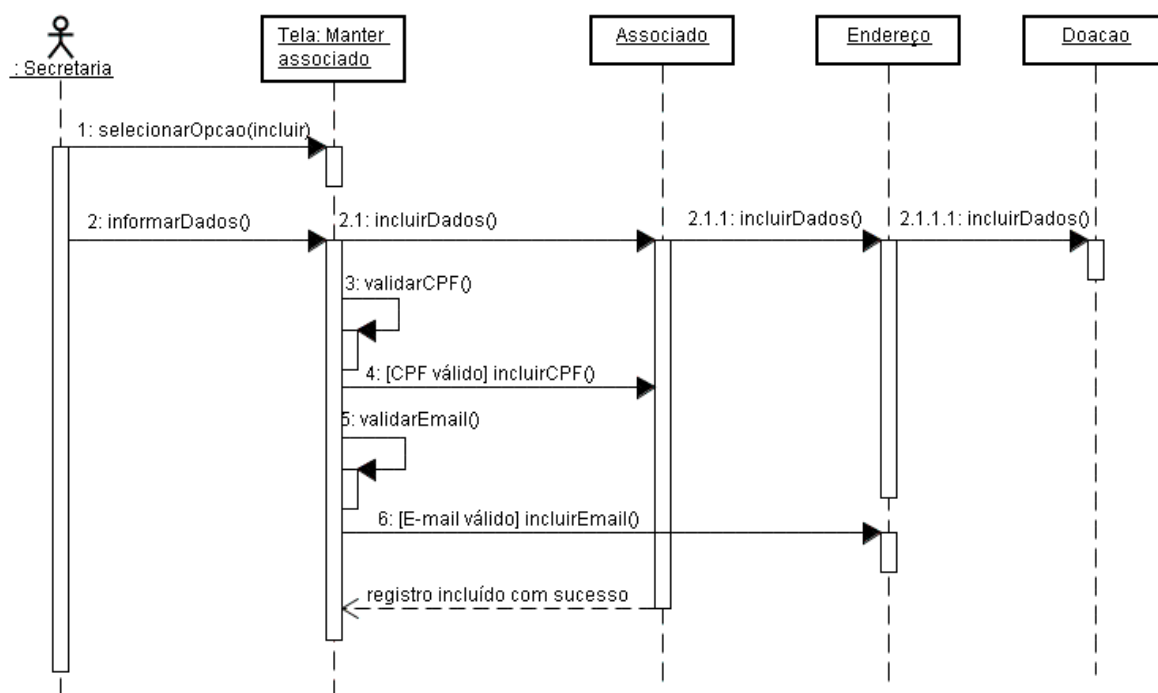 : Secretaria
Tela: Manter
associado
Associado
Endereço
Doacao
1: selecionarOpcao(incluir)
2: informarDados()
2.1: incluirDados()
2.1.1: incluirDados()
2.1.1.1: incluirDados()
3: validarCPF()
4: [CPF válido] incluirCPF()
5: validarEmail()
6: [E-mail válido] incluirEmail()
registro incluído com sucesso